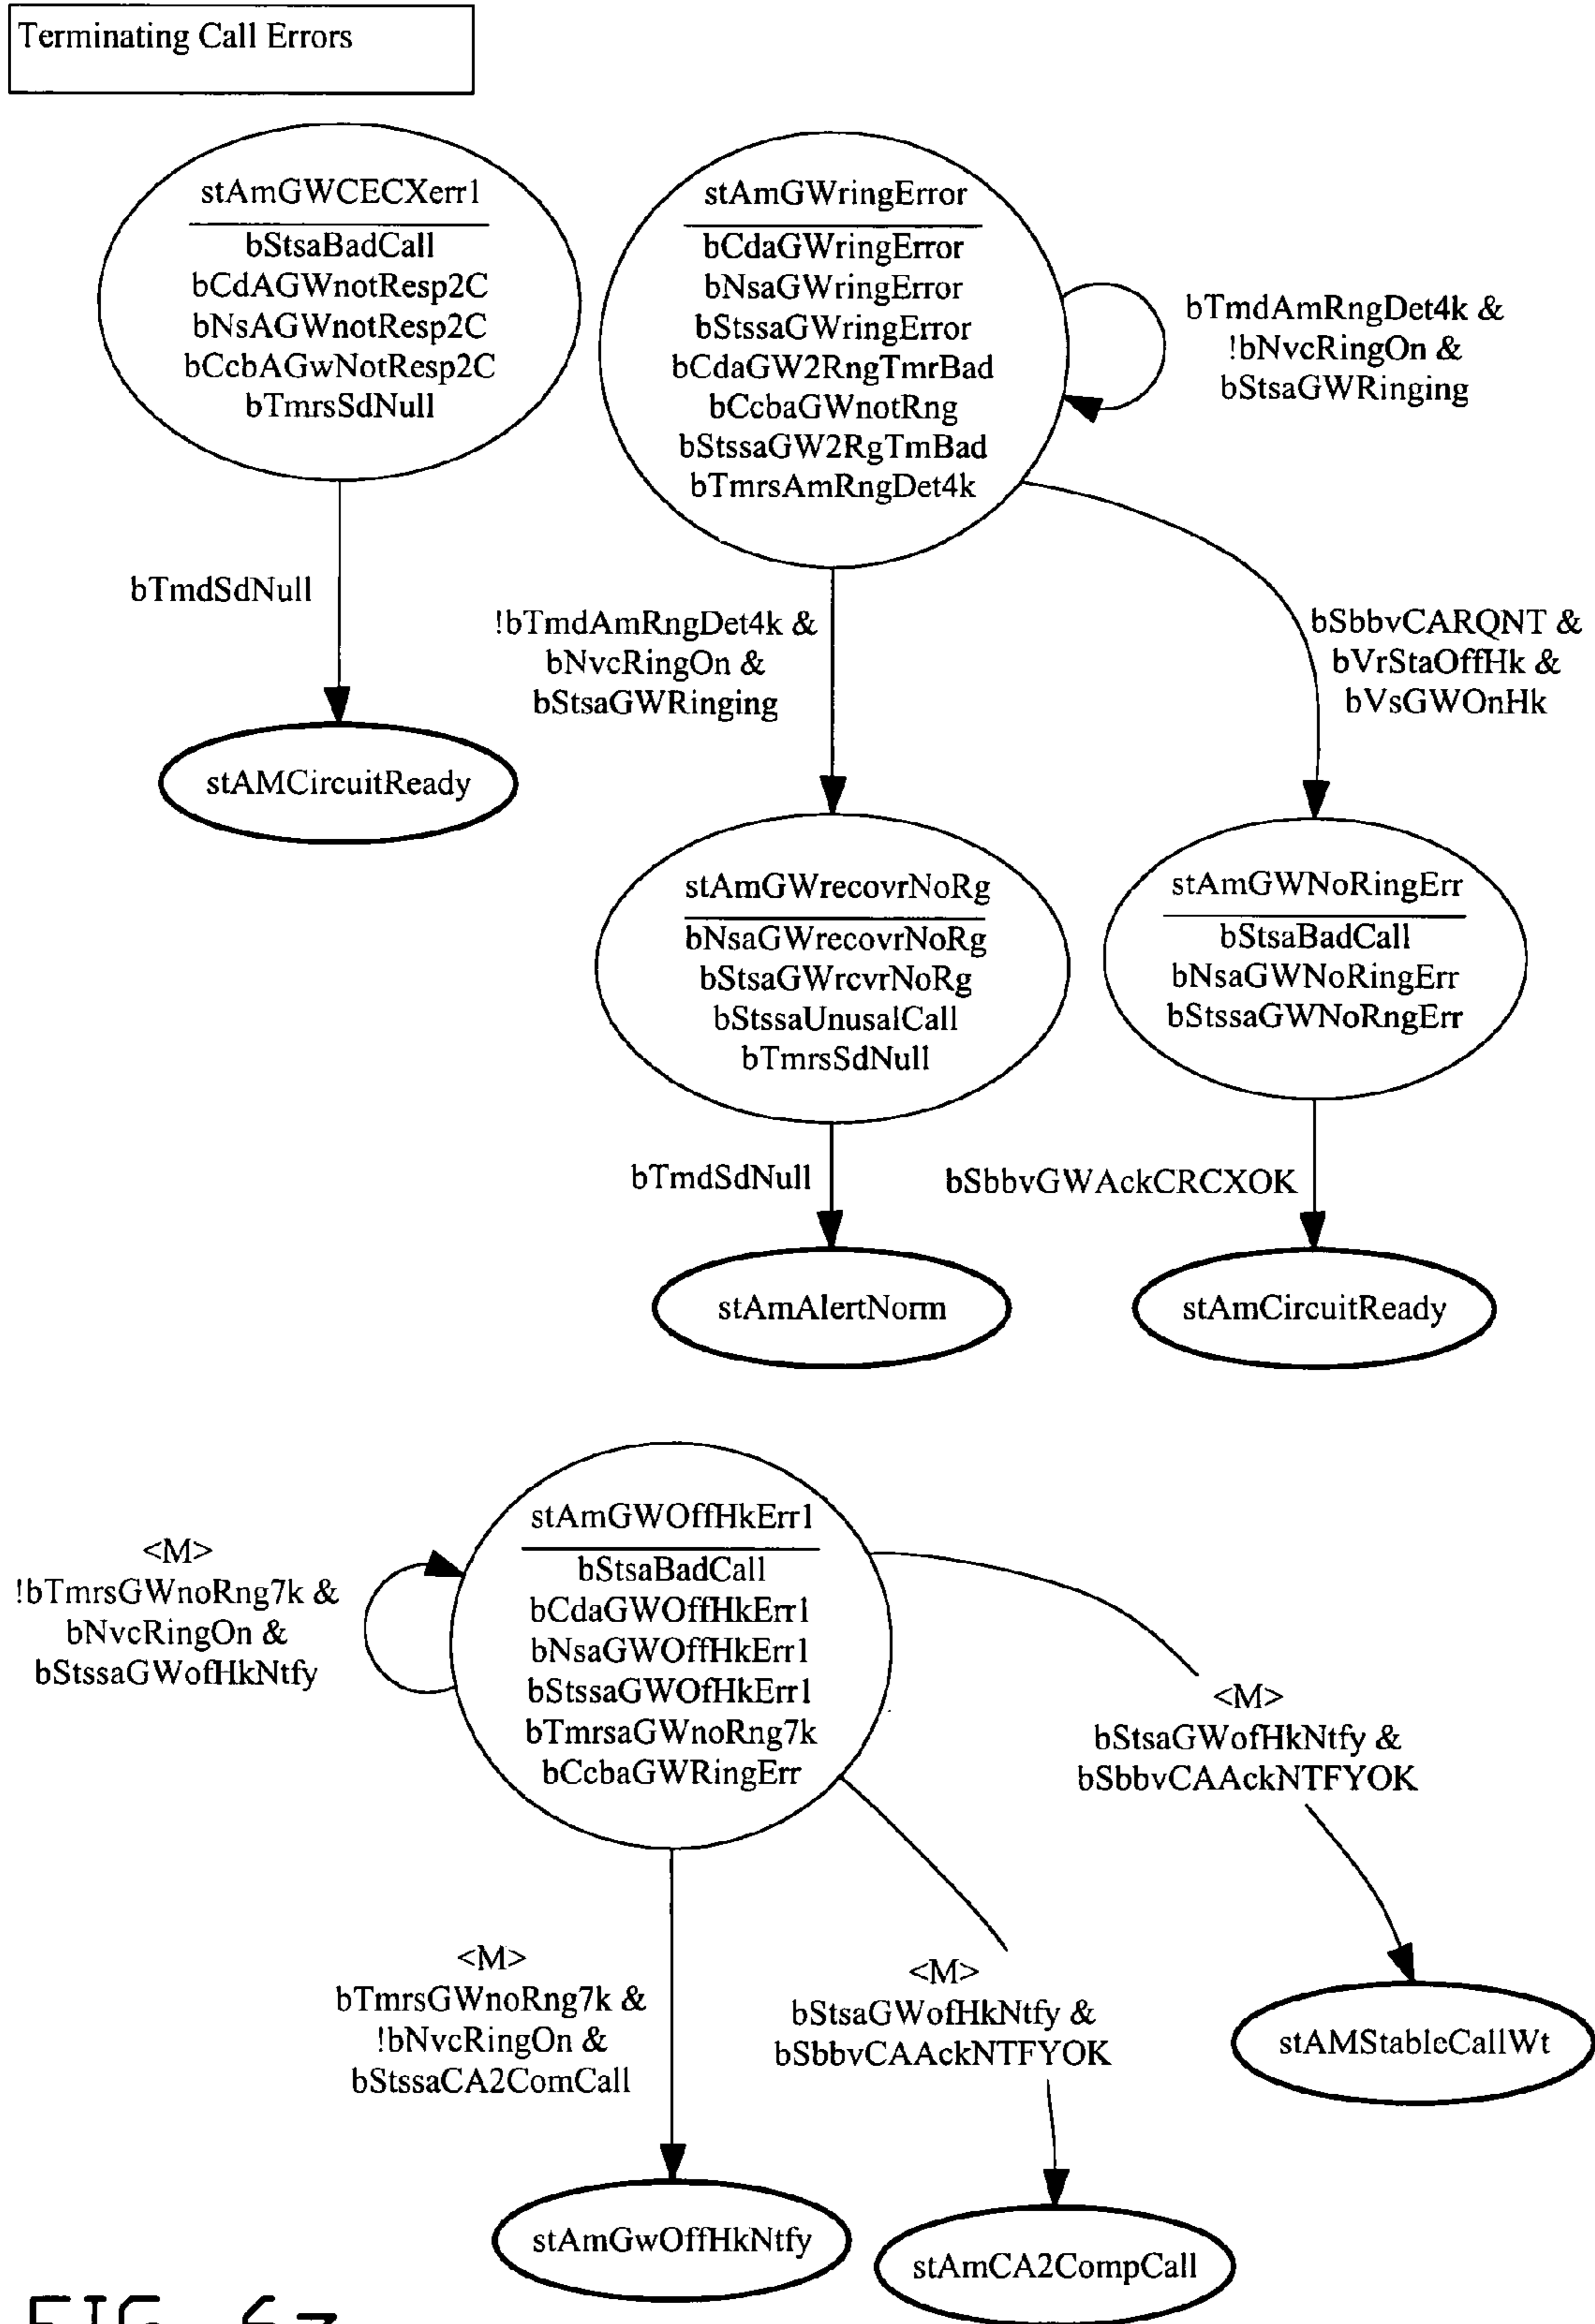 Terminating Call Errors
stAmGWCECXerr1
bStsaBadCall
bCdAGWnotResp2C
bNsAGWnotResp2C
bCcbAGwNotResp2C
bTmrsSdNull
stAmGWringError
bCdaGWringError
bNsaGWringError
bStssaGWringError
bCdaGW2RngTmrBad
bCcbaGWnotRng
bStssaGW2RgTmBad
bTmrsAmRngDet4k
bTmdAmRngDet4k &
!bNvcRingOn &
bStsaGWRinging
bTmdSdNull
!bTmdAmRngDet4k &
bNvcRingOn &
bStsaGWRinging
bSbbvCARQNT &
bVrStaOffHk &
bVsGWOnHk
stAMCircuitReady
stAmGWrecovrNoRg
bNsaGWrecovrNoRg
bStsaGWrcvrNoRg
bStssaUnusalCall
bTmrsSdNull
stAmGWNoRingErr
bStsaBadCall
bNsaGWNoRingErr
bStssaGWNoRngErr
bTmdSdNull
bSbbvGWAckCRCXOK
stAmAlertNorm
stAmCircuitReady
stAmGWOffHkErr1
bStsaBadCall
bCdaGWOffHkErr1
bNsaGWOffHkErr1
bStssaGWOfHkErr1
bTmrsaGWnoRng7k
bCcbaGWRingErr
<M>
!bTmrsGWnoRng7k &
bNvcRingOn &
bStssaGWofHkNtfy
<M>
bStsaGWofHkNtfy &
bSbbvCAAckNTFYOK
<M>
bTmrsGWnoRng7k &
!bNvcRingOn &
bStssaCA2ComCall
<M>
bStsaGWofHkNtfy &
bSbbvCAAckNTFYOK
stAMStableCallWt
stAmGwOffHkNtfy
stAmCA2CompCall